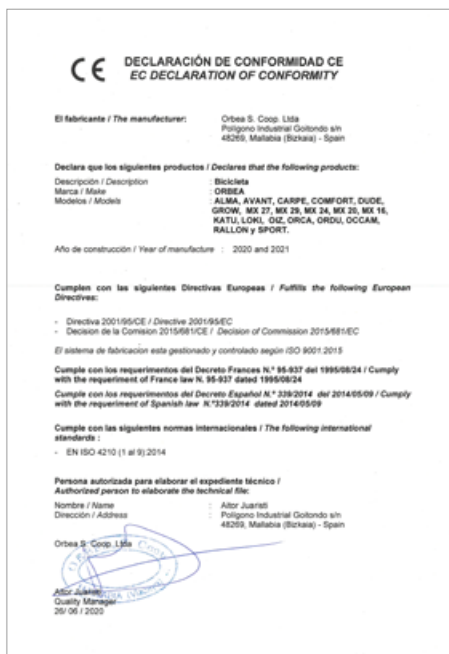 CE
DECLARACIÓN DE CONFORMIDAD CE
EC DECLARATION OF CONFORMITY
El fabricante / The manufacturer: Orbea S. Coop. Ltda
Polígono Industrial Goitondo s/n
48269, Mallabia (Bizkaia) - Spain
Declara que los siguientes productos / Declares that the following products:
Descripción / Description : Bicicleta
Marca / Make : ORBEA
Modelos / Models : ALMA, AVANT, CARPE, COMFORT, DUDE,
GROW, MX 27, MX 29, MX 24, MX 20, MX 16,
KATU, LOKI, OIZ, ORCA, ORDU, OCCAM,
RALLON y SPORT.
Año de construcción / Year of manufacture : 2020 and 2021
Cumplen con las siguientes Directivas Europeas / Fulfills the following European
Directives:
- Directiva 2001/95/CE / Directive 2001/95/EC
- Decision de la Comision 2015/681/CE / Decision of Commission 2015/681/EC
El sistema de fabricacion esta gestionado y controlado según ISO 9001:2015
Cumple con los requerimentos del Decreto Frances N.º 95-937 del 1995/08/24 / Cumply
with the requeriment of France law N. 95-937 dated 1995/08/24
Cumple con los requerimentos del Decreto Español N.º 339/2014 del 2014/05/09 / Cumply
with the requeriment of Spanish law N.º339/2014 dated 2014/05/09
Cumple con las siguientes normas internacionales / The following international
standards :
- EN ISO 4210 (1 al 9):2014
Persona autorizada para elaborar el expediente técnico /
Authorized person to elaborate the technical file:
Nombre / Name : Aitor Juaristi
Dirección / Address : Polígono Industrial Goitondo s/n
48269, Mallabia (Bizkaia) - Spain
Orbea S. Coop. Ltda
Aitor Juaristi
Quality Manager
26/ 06 / 2020